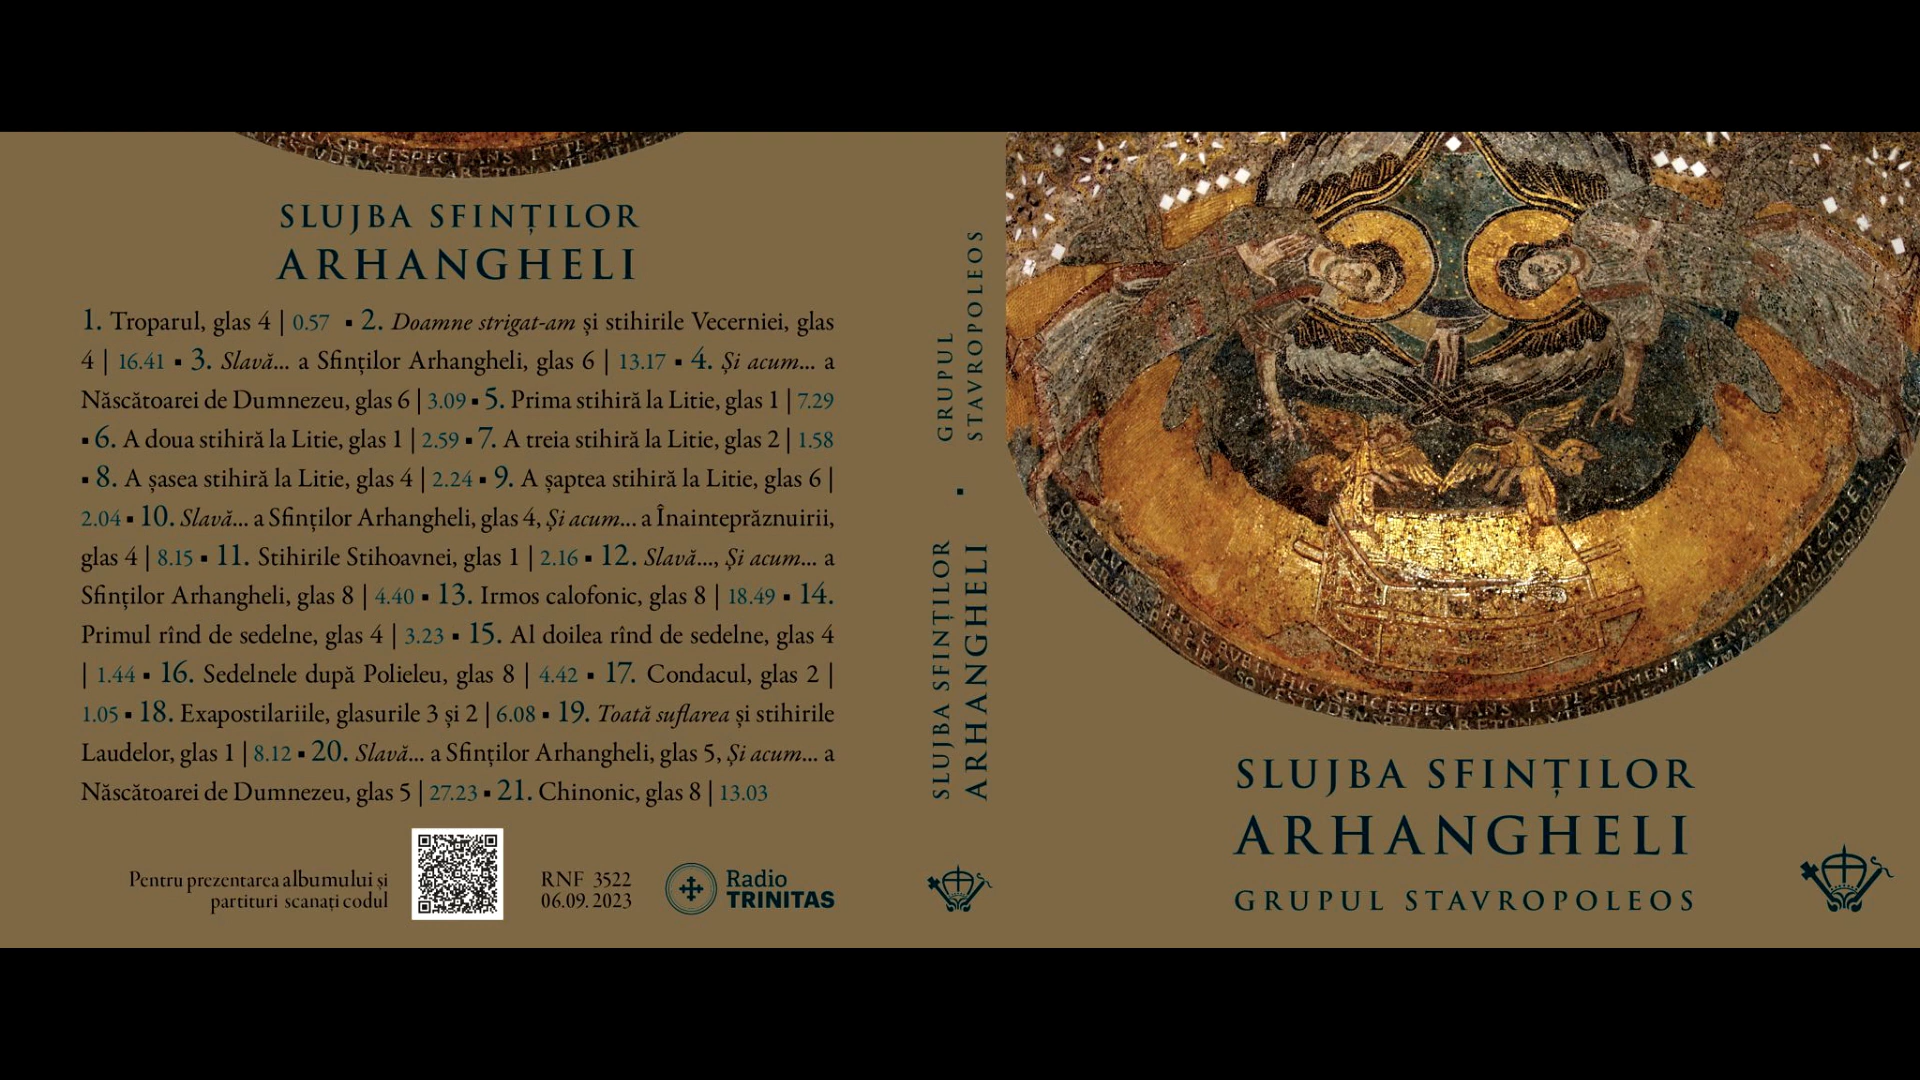 SLUJBA SFINȚILOR
ARHANGHELI
1. Troparul, glas 4 | 0.57 ▪ 2. Doamne strigat-am și stihirile Vecerniei, glas
4 | 16.41 ▪ 3. Slavă... a Sfinților Arhangheli, glas 6 | 13.17 ▪ 4. Și acum... a
Născătoarei de Dumnezeu, glas 6 | 3.09 ▪ 5. Prima stihiră la Litie, glas 1 | 7.29
▪ 6. A doua stihiră la Litie, glas 1 | 2.59 ▪ 7. A treia stihiră la Litie, glas 2 | 1.58
▪ 8. A șasea stihiră la Litie, glas 4 | 2.24 ▪ 9. A șaptea stihiră la Litie, glas 6 |
2.04 ▪ 10. Slavă... a Sfinților Arhangheli, glas 4, Și acum... a Înainteprăznuirii,
glas 4 | 8.15 ▪ 11. Stihirile Stihoavnei, glas 1 | 2.16 ▪ 12. Slavă..., Și acum... a
Sfinților Arhangheli, glas 8 | 4.40 ▪ 13. Irmos calofonic, glas 8 | 18.49 ▪ 14.
Primul rînd de sedelne, glas 4 | 3.23 ▪ 15. Al doilea rînd de sedelne, glas 4
| 1.44 ▪ 16. Sedelnele după Polieleu, glas 8 | 4.42 ▪ 17. Condacul, glas 2 |
1.05 ▪ 18. Exapostilariile, glasurile 3 și 2 | 6.08 ▪ 19. Toată suflarea și stihirile
Laudelor, glas 1 | 8.12 ▪ 20. Slavă... a Sfinților Arhangheli, glas 5, Și acum... a
Născătoarei de Dumnezeu, glas 5 | 27.23 ▪ 21. Chinonic, glas 8 | 13.03
Pentru prezentarea albumului și
partituri scanați codul
RNF 3522
06.09.2023
Radio
TRINITAS
SLUJBA SFINȚILOR
ARHANGHELI
▪
GRUPUL
STAVROPOLEOS
SLUJBA SFINȚILOR
ARHANGHELI
GRUPUL STAVROPOLEOS